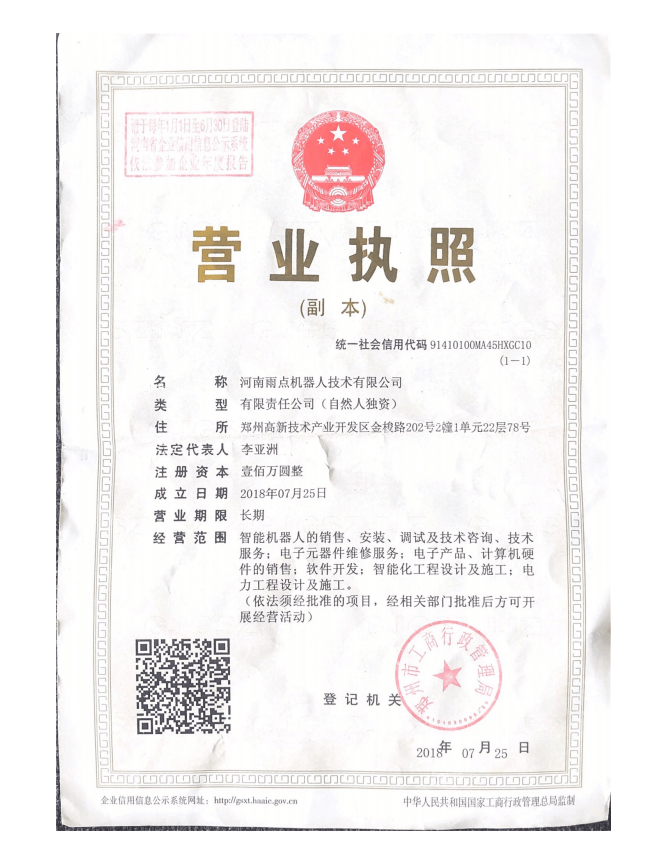 请于每年1月1日至6月30日登陆
河南省企业信用信息公示系统
依法参加企业年度报告
营业执照
(副 本)
统一社会信用代码 91410100MA45HXGC10
(1-1)
名 称 河南雨点机器人技术有限公司
类 型 有限责任公司（自然人独资）
住 所 郑州高新技术产业开发区金梭路202号2幢1单元22层78号
法定代表人 李亚洲
注册资本 壹佰万圆整
成立日期 2018年07月25日
营业期限 长期
经营范围 智能机器人的销售、安装、调试及技术咨询、技术
服务；电子元器件维修服务；电子产品、计算机硬
件的销售；软件开发；智能化工程设计及施工；电
力工程设计及施工。
（依法须经批准的项目，经相关部门批准后方可开
展经营活动）
郑州市工商行政管理局
登记机关
2018年 07月25 日
企业信用信息公示系统网址：http://gsxt.haaic.gov.cn
中华人民共和国国家工商行政管理总局监制